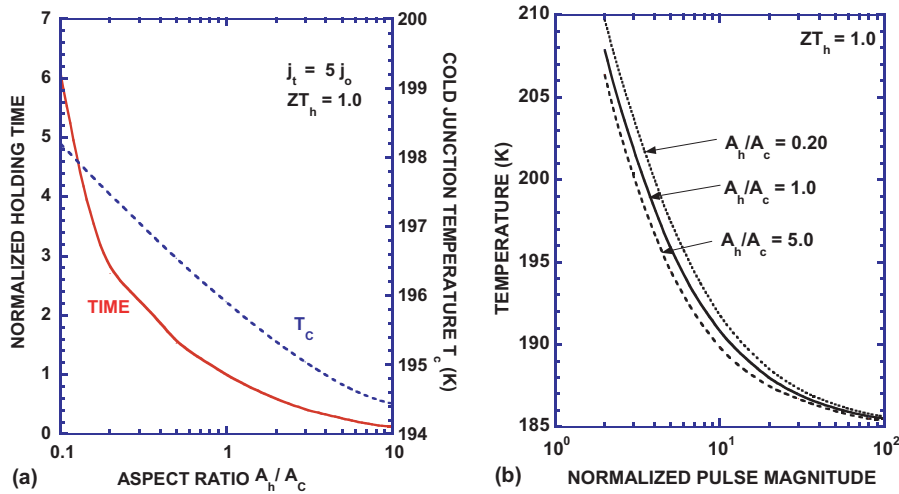 NORMALIZED HOLDING TIME
7
6
5
4
3
2
1
0
j_t = 5 j_o
ZT_h = 1.0
TIME
T_C
200
199
198
197
196
195
194
COLD JUNCTION TEMPERATURE T_c (K)
0.1
1
10
(a)
ASPECT RATIO A_h/A_C
TEMPERATURE (K)
210
205
200
195
190
185
ZT_h = 1.0
A_h/A_c = 0.20
A_h/A_c = 1.0
A_h/A_c = 5.0
10^0
10^1
10^2
(b)
NORMALIZED PULSE MAGNITUDE